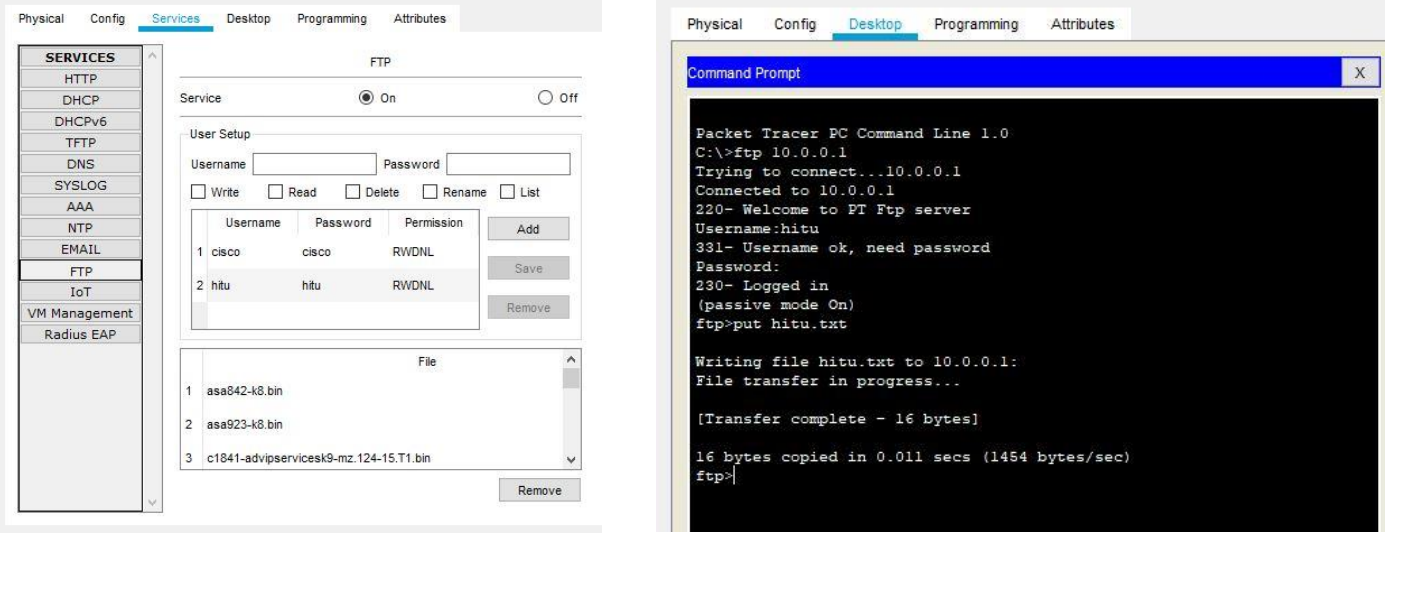 Physical Config Services Desktop Programming Attributes
SERVICES
HTTP
DHCP
DHCPv6
TFTP
DNS
SYSLOG
AAA
NTP
EMAIL
FTP
IoT
VM Management
Radius EAP
FTP
Service On Off
User Setup
Username Password
Write Read Delete Rename List
Username Password Permission
1 cisco cisco RWDNL
2 hitu hitu RWDNL
Add
Save
Remove
File
1 asa842-k8.bin
2 asa923-k8.bin
3 c1841-advipservicesk9-mz.124-15.T1.bin
Remove
Physical Config Desktop Programming Attributes
Command Prompt X
Packet Tracer PC Command Line 1.0
C:\>ftp 10.0.0.1
Trying to connect...10.0.0.1
Connected to 10.0.0.1
220- Welcome to PT Ftp server
Username:hitu
331- Username ok, need password
Password:
230- Logged in
(passive mode On)
ftp>put hitu.txt
Writing file hitu.txt to 10.0.0.1:
File transfer in progress...
[Transfer complete - 16 bytes]
16 bytes copied in 0.011 secs (1454 bytes/sec)
ftp>